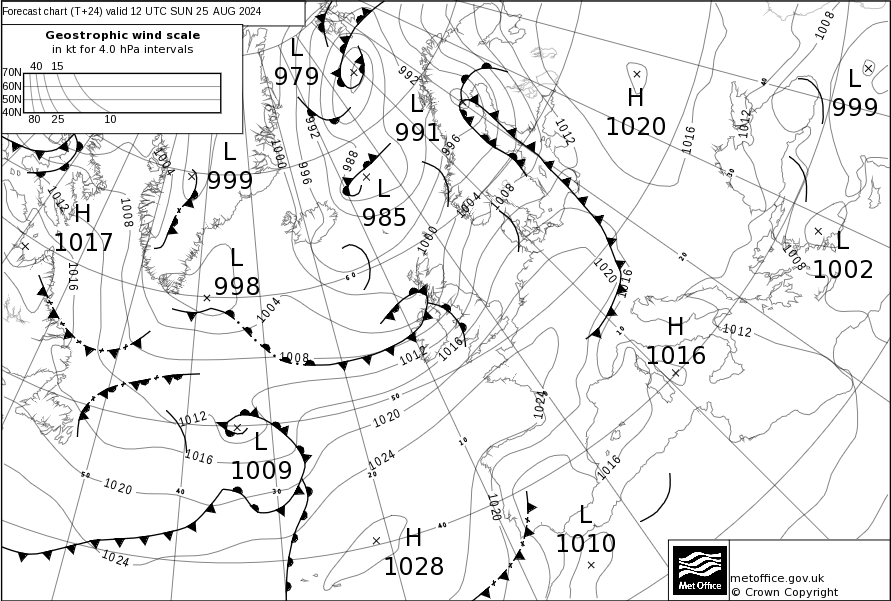 Forecast chart (T+24) valid 12 UTC SUN 25 AUG 2024
Geostrophic wind scale
in kt for 4.0 hPa intervals
40 15
70N
60N
50N
40N
80 25 10
L
979
992
L
991
H
1020
1008
L
999
40
992
1000
996
988
996
1012
1016
1012
30
1004
L
999
L
985
1004
1008
1012
H
1017
1008
1000
1016
L
998
60
1004
1020
1016
20
1008
L
1002
10
H
1016
1012
1008
1012
1016
50
1012
1020
1024
10
1016
L
1009
1024
20
1016
50
1020
40
30
1020
40
L
1010
1024
H
1028
Met Office
metoffice.gov.uk
© Crown Copyright